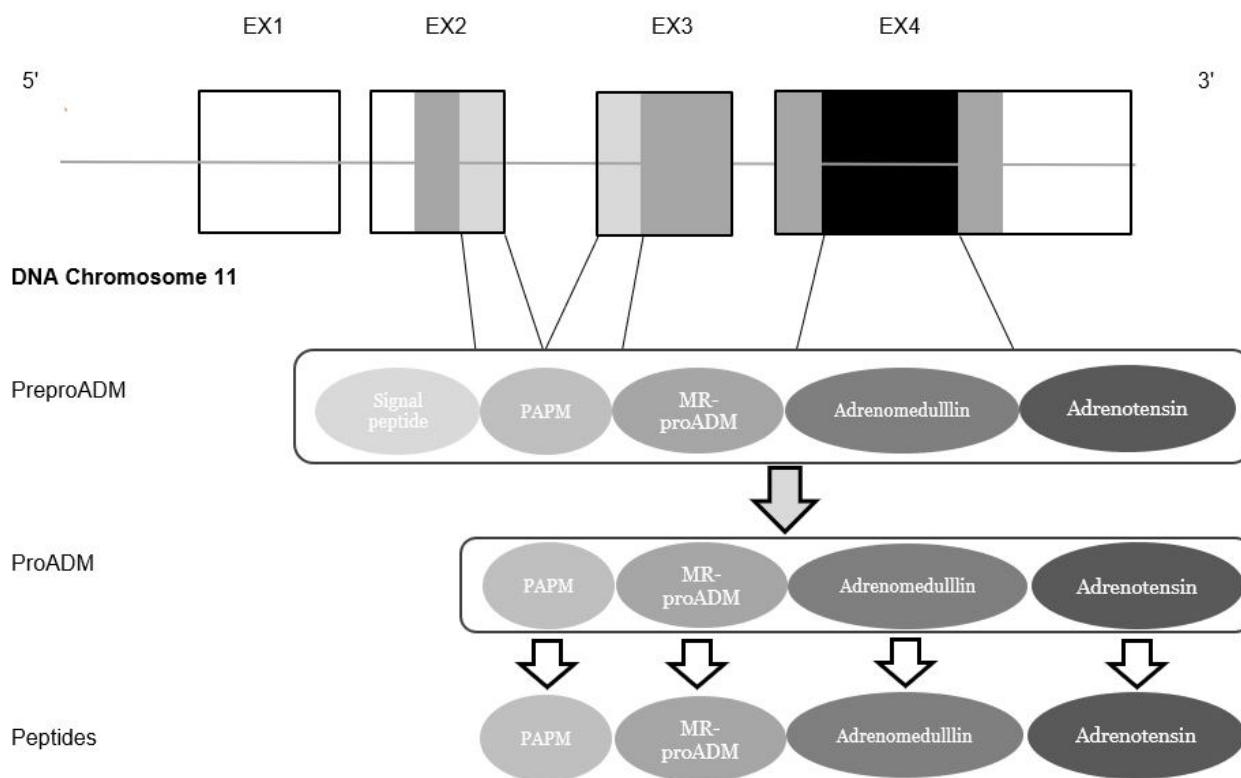 EX1 EX2 EX3 EX4
5' 3'
DNA Chromosome 11
PreproADM
Signal
peptide
PAPM
MR-
proADM
Adrenomedulllin
Adrenotensin
ProADM
PAPM
MR-
proADM
Adrenomedulllin
Adrenotensin
Peptides
PAPM
MR-
proADM
Adrenomedulllin
Adrenotensin